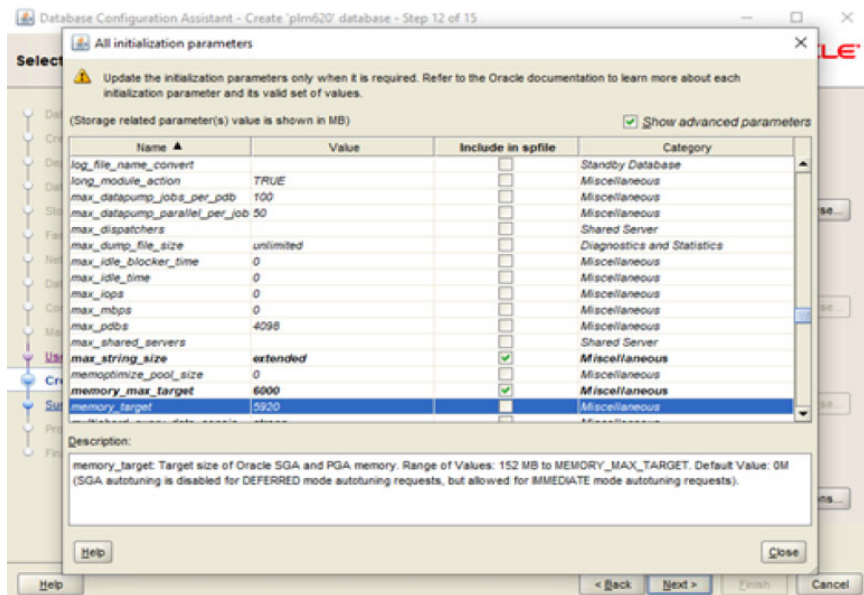 Database Configuration Assistant - Create 'plm620' database - Step 12 of 15
All initialization parameters
Select
Update the initialization parameters only when it is required. Refer to the Oracle documentation to learn more about each
initialization parameter and its valid set of values.
(Storage related parameter(s) value is shown in MB) Show advanced parameters
Name Value Include in spfile Category
log_file_name_convert Standby Database
long_module_action TRUE Miscellaneous
max_datapump_jobs_per_pdb 100 Miscellaneous
max_datapump_parallel_per_job 50 Miscellaneous
max_dispatchers Shared Server
max_dump_file_size unlimited Diagnostics and Statistics
max_idle_blocker_time 0 Miscellaneous
max_idle_time 0 Miscellaneous
max_iops 0 Miscellaneous
max_mbps 0 Miscellaneous
max_pdbs 4098 Miscellaneous
max_shared_servers Shared Server
max_string_size extended Miscellaneous
memoptimize_pool_size 0 Miscellaneous
memory_max_target 6000 Miscellaneous
memory_target 5920 Miscellaneous
Description:
memory_target: Target size of Oracle SGA and PGA memory. Range of Values: 152 MB to MEMORY_MAX_TARGET. Default Value: 0M
(SGA autotuning is disabled for DEFERRED mode autotuning requests, but allowed for IMMEDIATE mode autotuning requests).
Help Close
Help < Back Next > Finish Cancel